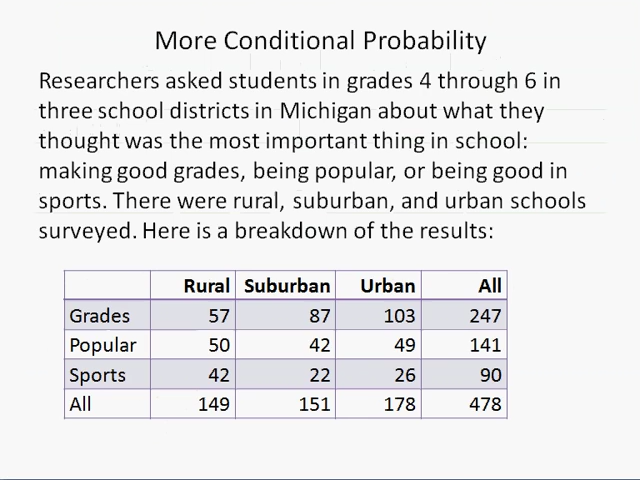 More Conditional Probability
Researchers asked students in grades 4 through 6 in
three school districts in Michigan about what they
thought was the most important thing in school:
making good grades, being popular, or being good in
sports. There were rural, suburban, and urban schools
surveyed. Here is a breakdown of the results:
Rural Suburban Urban All
Grades 57 87 103 247
Popular 50 42 49 141
Sports 42 22 26 90
All 149 151 178 478